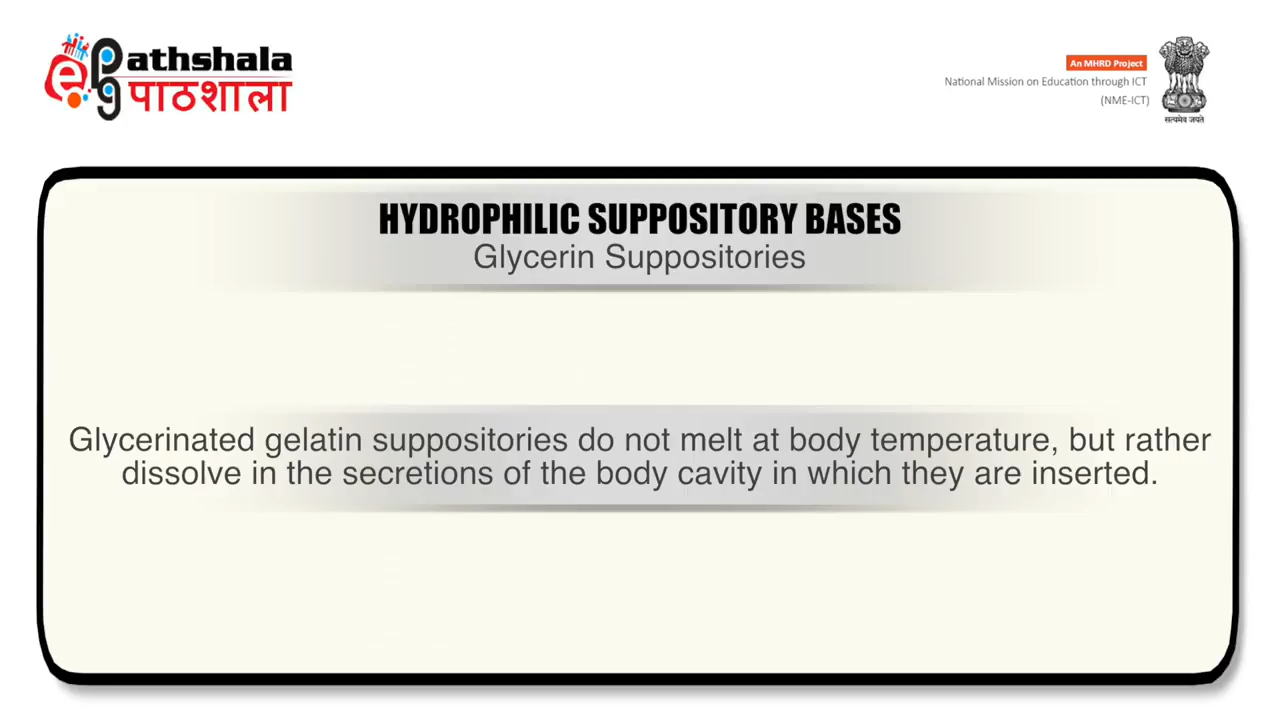 e pg Pathshala
पाठशाला
An MHRD Project
National Mission on Education through ICT
(NME-ICT)
सत्यमेव जयते
HYDROPHILIC SUPPOSITORY BASES
Glycerin Suppositories
Glycerinated gelatin suppositories do not melt at body temperature, but rather
dissolve in the secretions of the body cavity in which they are inserted.